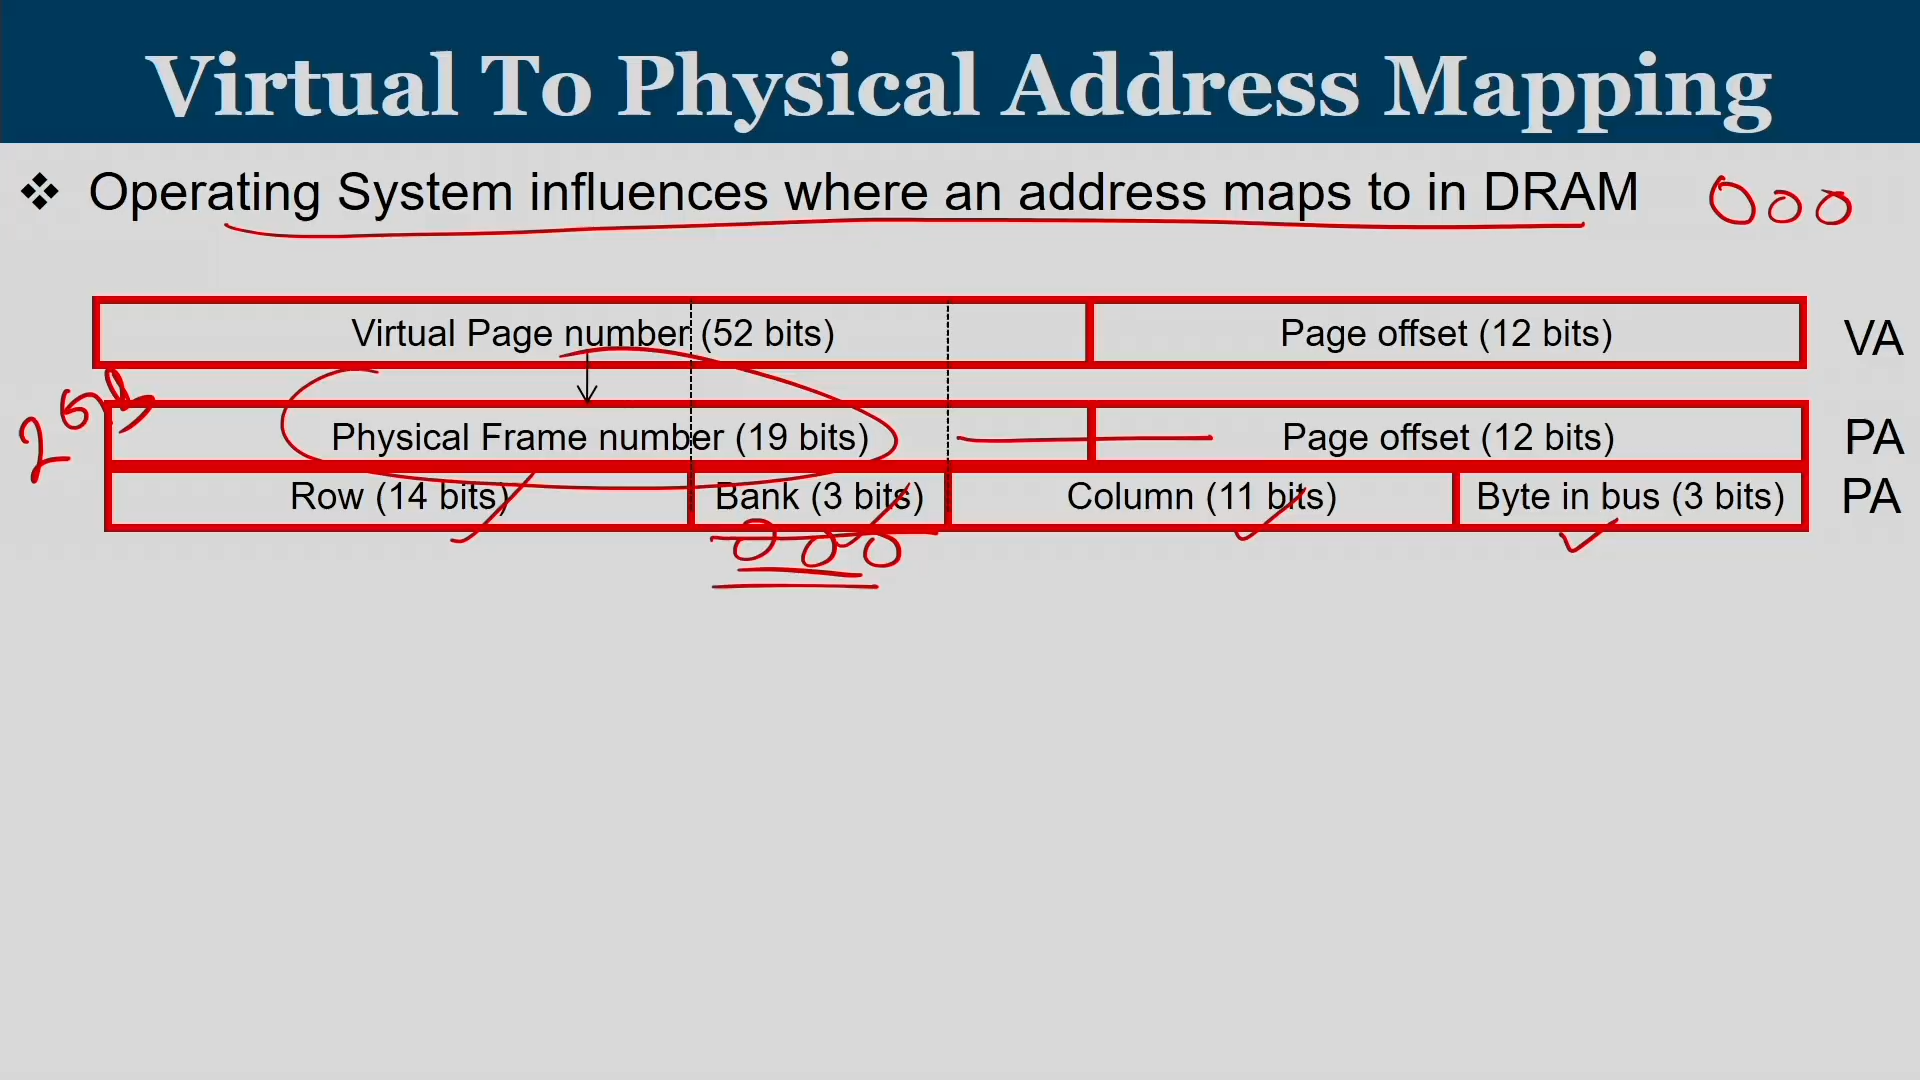 Virtual To Physical Address Mapping
❖ Operating System influences where an address maps to in DRAM 000
Virtual Page number (52 bits) Page offset (12 bits) VA
Physical Frame number (19 bits) Page offset (12 bits) PA
Row (14 bits) Bank (3 bits) Column (11 bits) Byte in bus (3 bits) PA
000